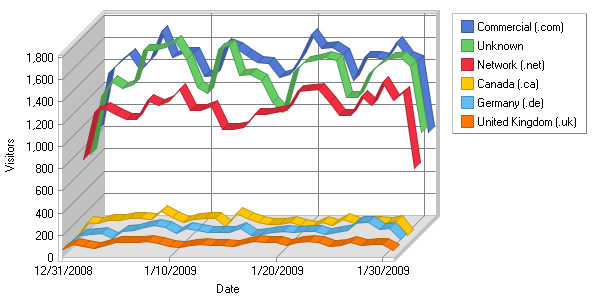 Visitors
1,800
1,600
1,400
1,200
1,000
800
600
400
200
0
12/31/2008
1/10/2009
1/20/2009
1/30/2009
Date
Commercial (.com)
Unknown
Network (.net)
Canada (.ca)
Germany (.de)
United Kingdom (.uk)